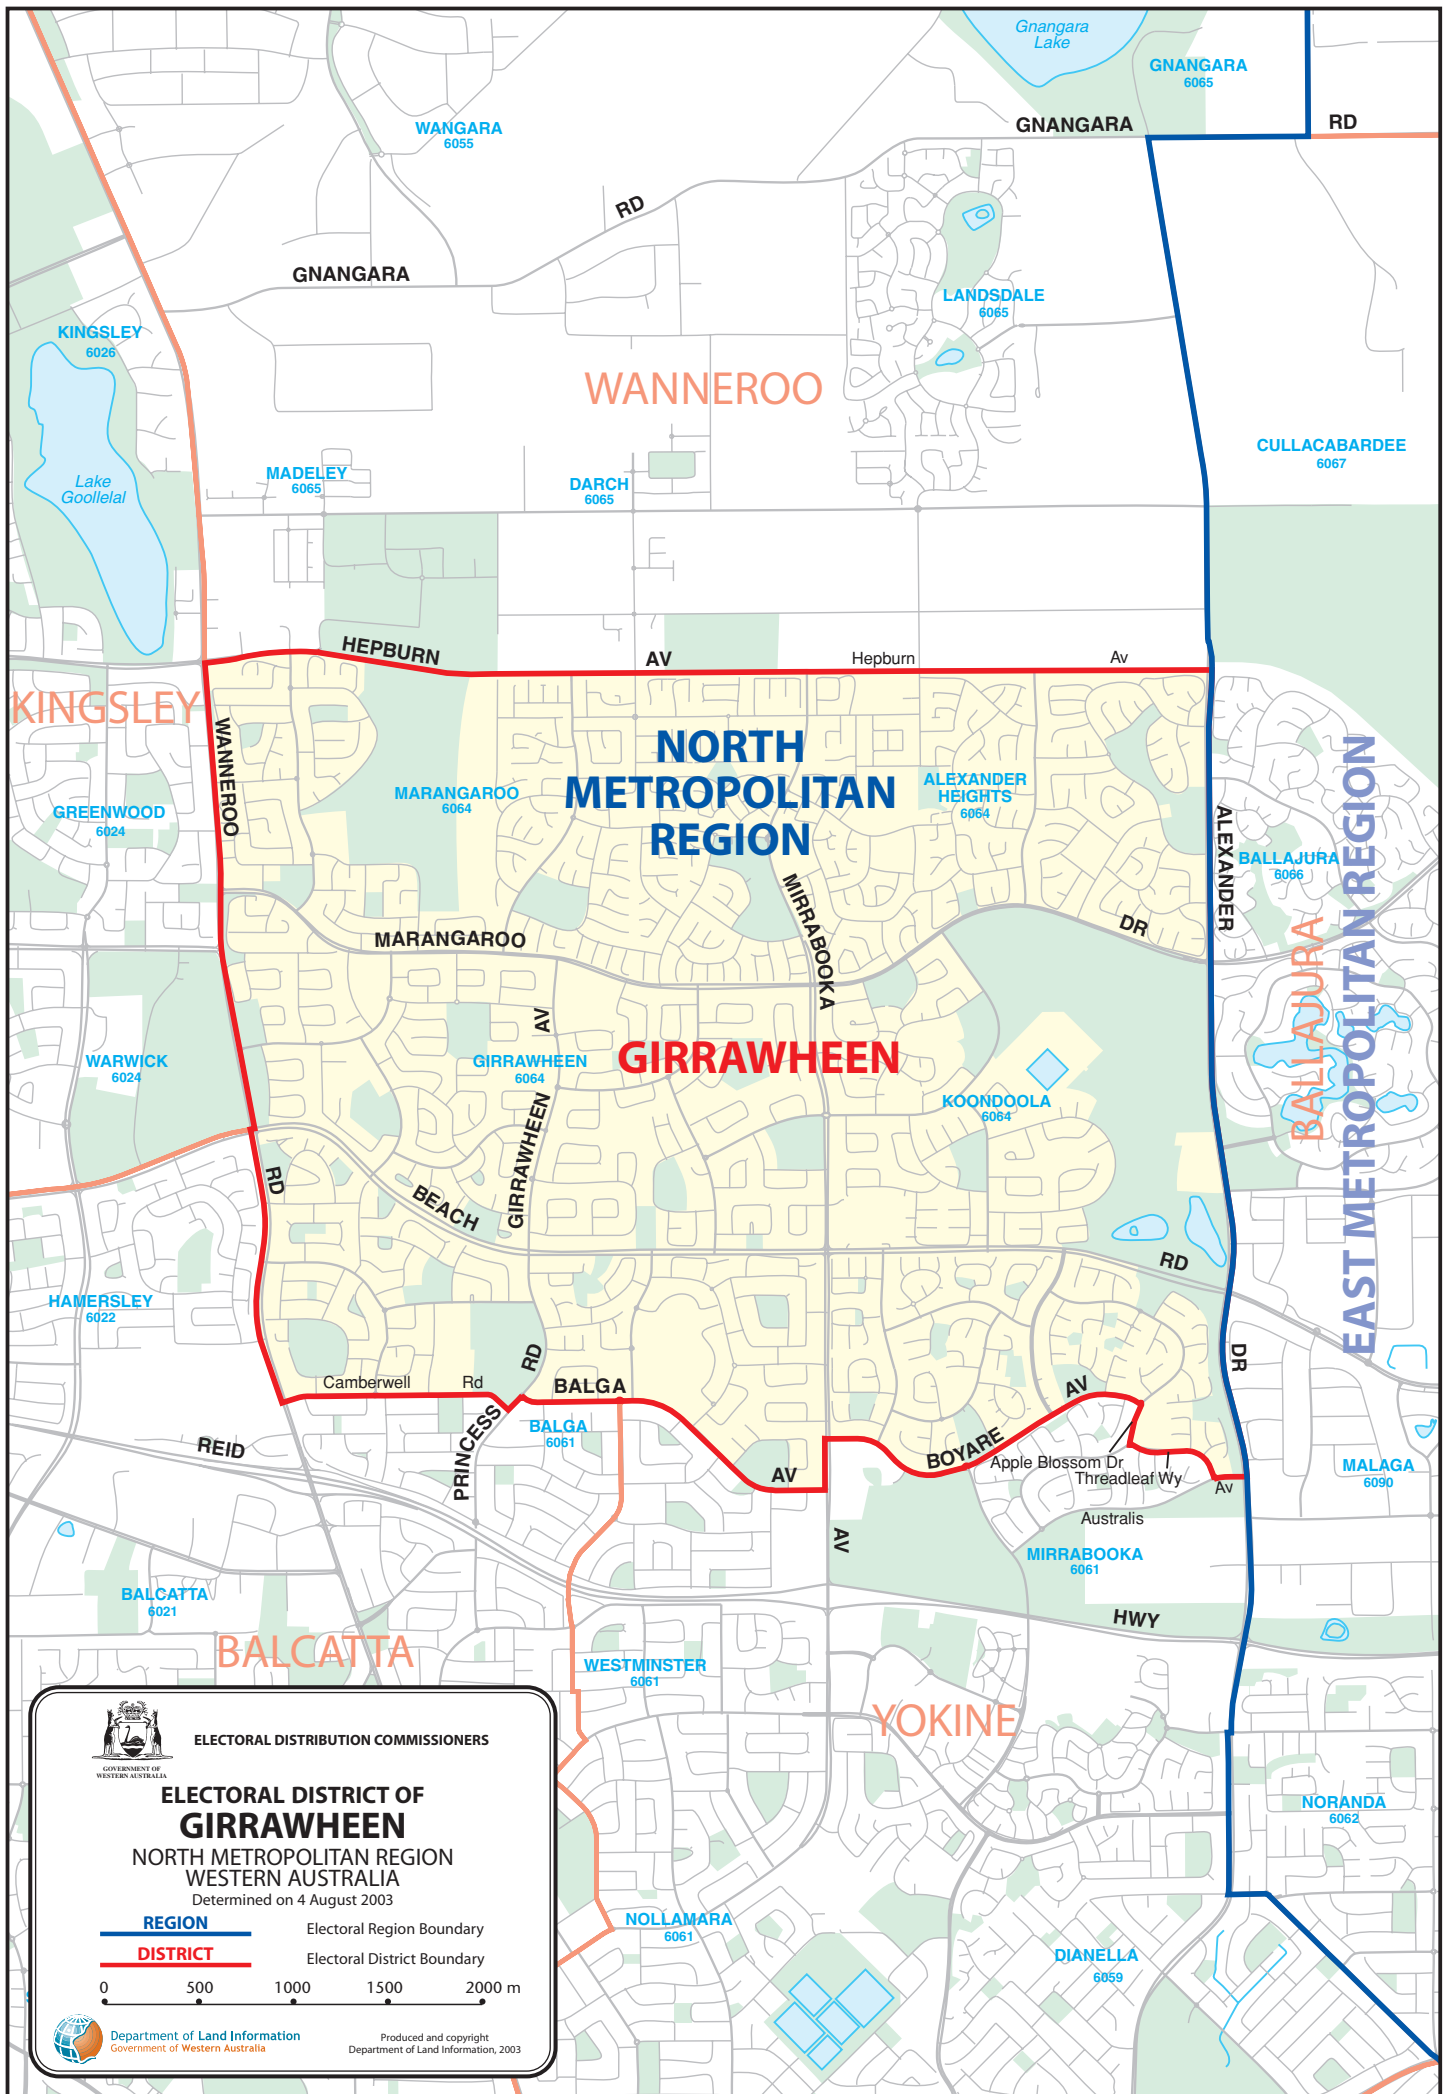 Gnangara
Lake
GNANGARA
6065
WANGARA
6055
GNANGARA
RD
RD
GNANGARA
LANDSDALE
6065
KINGSLEY
6026
WANNEROO
CULLACABARDEE
6067
Lake
Goollelal
MADELEY
6065
DARCH
6065
HEPBURN
AV
Hepburn
Av
KINGSLEY
WANNEROO
NORTH
METROPOLITAN
REGION
MARANGAROO
6064
ALEXANDER
HEIGHTS
6064
GREENWOOD
6024
ALEXANDER
BALLAJURA
6066
EAST METROPOLITAN REGION
BALLAJURA
MIRRABOOKA
MARANGAROO
DR
AV
GIRRAWHEEN
6064
GIRRAWHEEN
WARWICK
6024
KOONDOOLA
6064
GIRRAWHEEN
RD
BEACH
RD
HAMERSLEY
6022
DR
RD
Camberwell
Rd
BALGA
AV
BALGA
6061
PRINCESS
REID
AV
BOYARE
Apple Blossom Dr
Threadleaf Wy
Av
MALAGA
6090
Australis
AV
MIRRABOOKA
6061
BALCATTA
6021
HWY
BALCATTA
WESTMINSTER
6061
YOKINE
NORANDA
6062
NOLLAMARA
6061
DIANELLA
6059
GOVERNMENT OF
WESTERN AUSTRALIA
ELECTORAL DISTRIBUTION COMMISSIONERS
ELECTORAL DISTRICT OF
GIRRAWHEEN
NORTH METROPOLITAN REGION
WESTERN AUSTRALIA
Determined on 4 August 2003
REGION
Electoral Region Boundary
DISTRICT
Electoral District Boundary
0 500 1000 1500 2000 m
Department of Land Information
Government of Western Australia
Produced and copyright
Department of Land Information, 2003